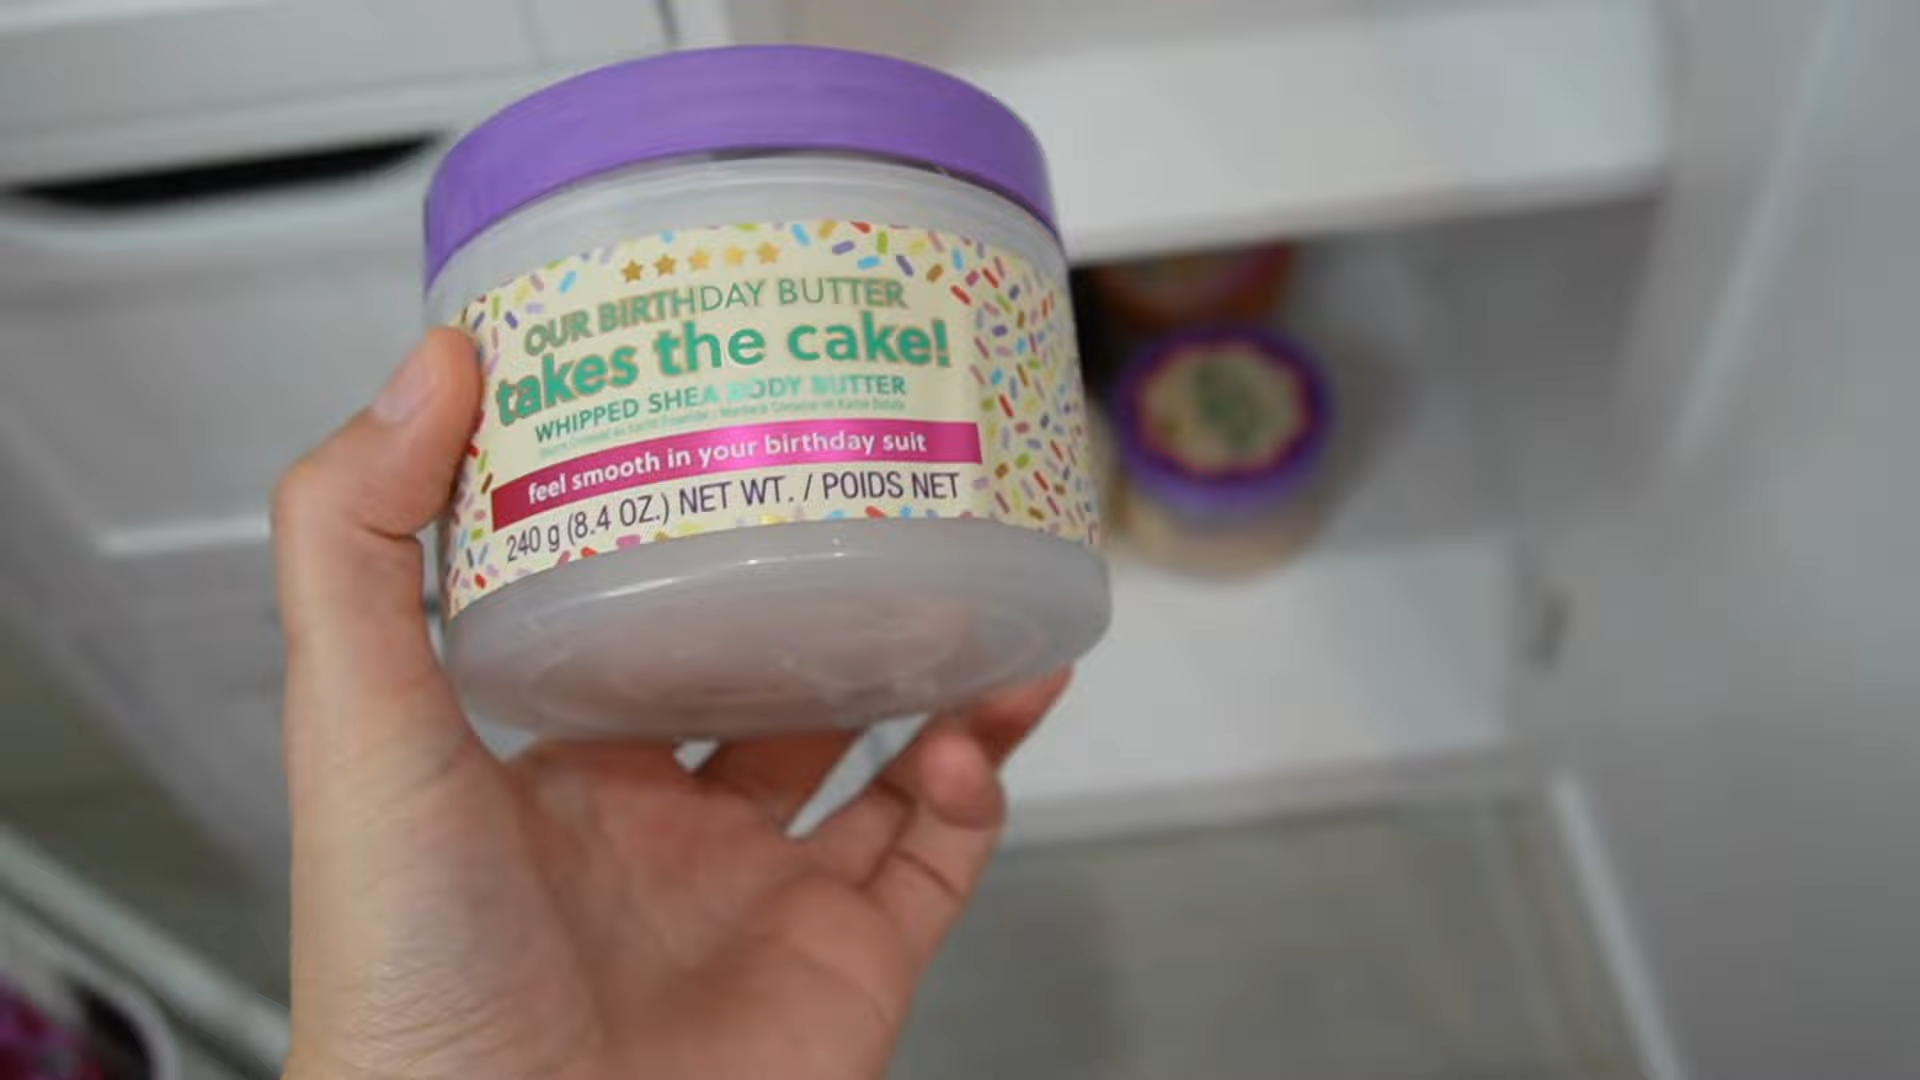 OUR BIRTHDAY BUTTER
takes the cake!
WHIPPED SHEA BODY BUTTER
feel smooth in your birthday suit
240 g (8.4 OZ.) NET WT. / POIDS NET